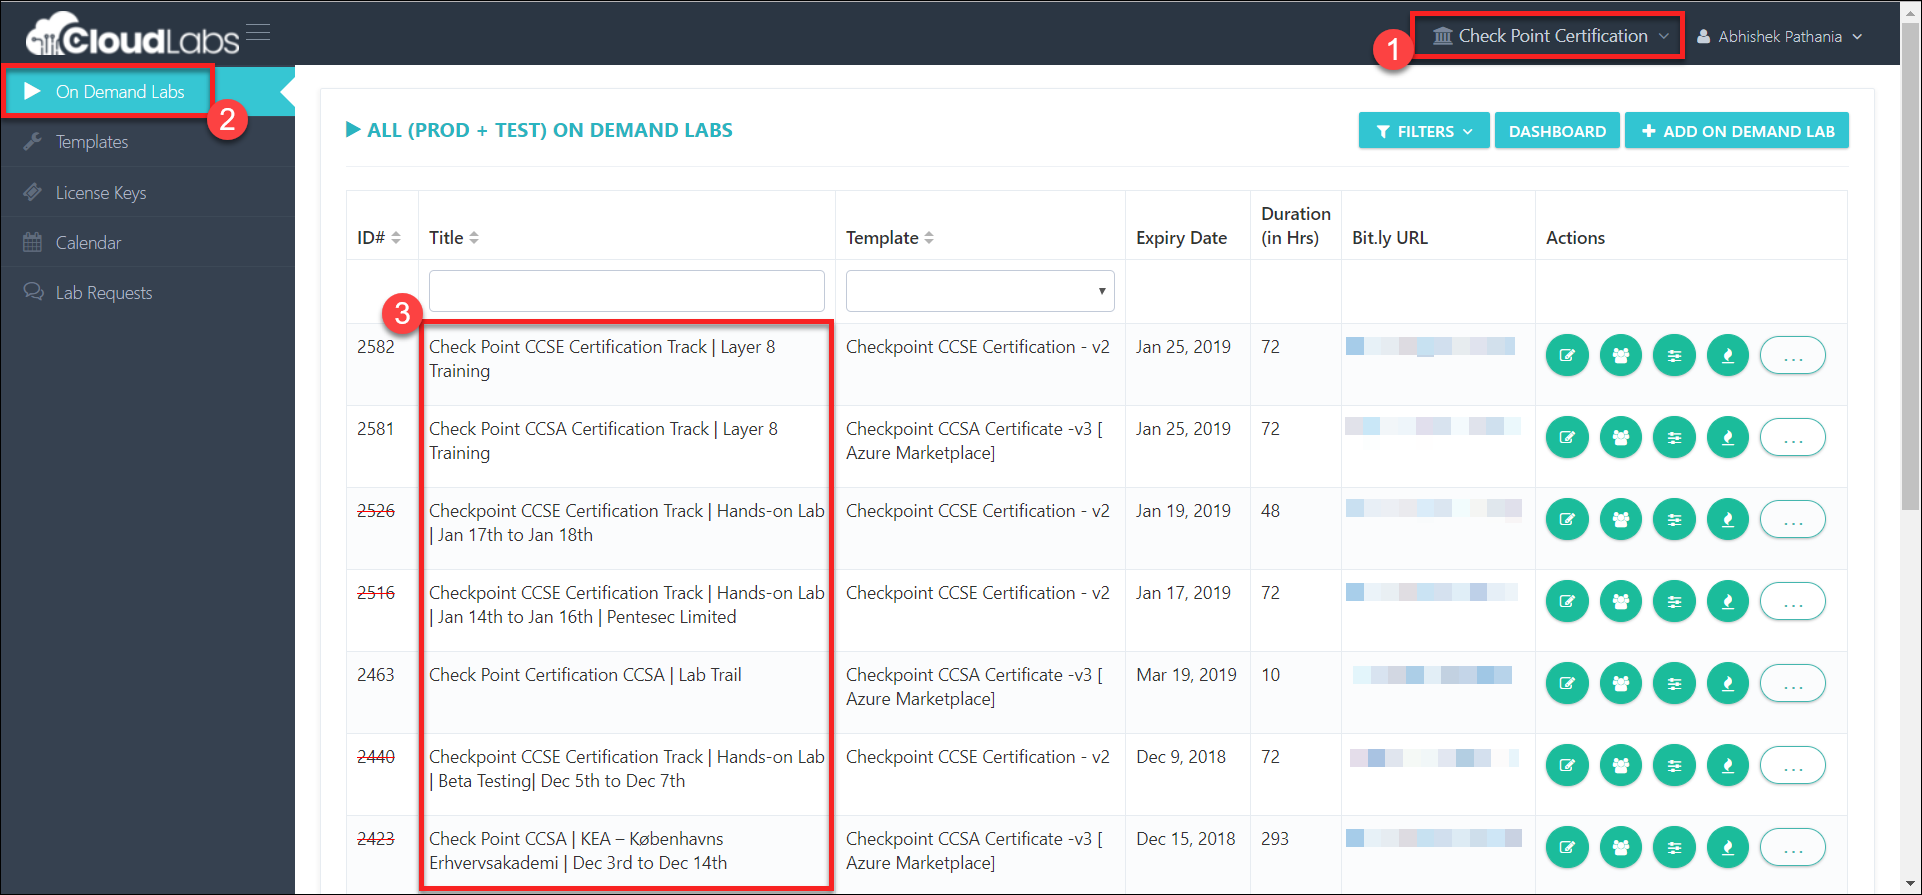 CloudLabs
1
Check Point Certification
Abhishek Pathania
On Demand Labs
2
Templates
License Keys
Calendar
Lab Requests
ALL (PROD + TEST) ON DEMAND LABS
FILTERS
DASHBOARD
ADD ON DEMAND LAB
ID#
Title
Template
Expiry Date
Duration
(in Hrs)
Bit.ly URL
Actions
3
2582
Check Point CCSE Certification Track | Layer 8
Training
Checkpoint CCSE Certification - v2
Jan 25, 2019
72
...
2581
Check Point CCSA Certification Track | Layer 8
Training
Checkpoint CCSA Certificate -v3 [
Azure Marketplace]
Jan 25, 2019
72
...
2526
Checkpoint CCSE Certification Track | Hands-on Lab
| Jan 17th to Jan 18th
Checkpoint CCSE Certification - v2
Jan 19, 2019
48
...
2516
Checkpoint CCSE Certification Track | Hands-on Lab
| Jan 14th to Jan 16th | Pentesec Limited
Checkpoint CCSE Certification - v2
Jan 17, 2019
72
...
2463
Check Point Certification CCSA | Lab Trail
Checkpoint CCSA Certificate -v3 [
Azure Marketplace]
Mar 19, 2019
10
...
2440
Checkpoint CCSE Certification Track | Hands-on Lab
| Beta Testing| Dec 5th to Dec 7th
Checkpoint CCSE Certification - v2
Dec 9, 2018
72
...
2423
Check Point CCSA | KEA – Københavns
Erhvervsakademi | Dec 3rd to Dec 14th
Checkpoint CCSA Certificate -v3 [
Azure Marketplace]
Dec 15, 2018
293
...